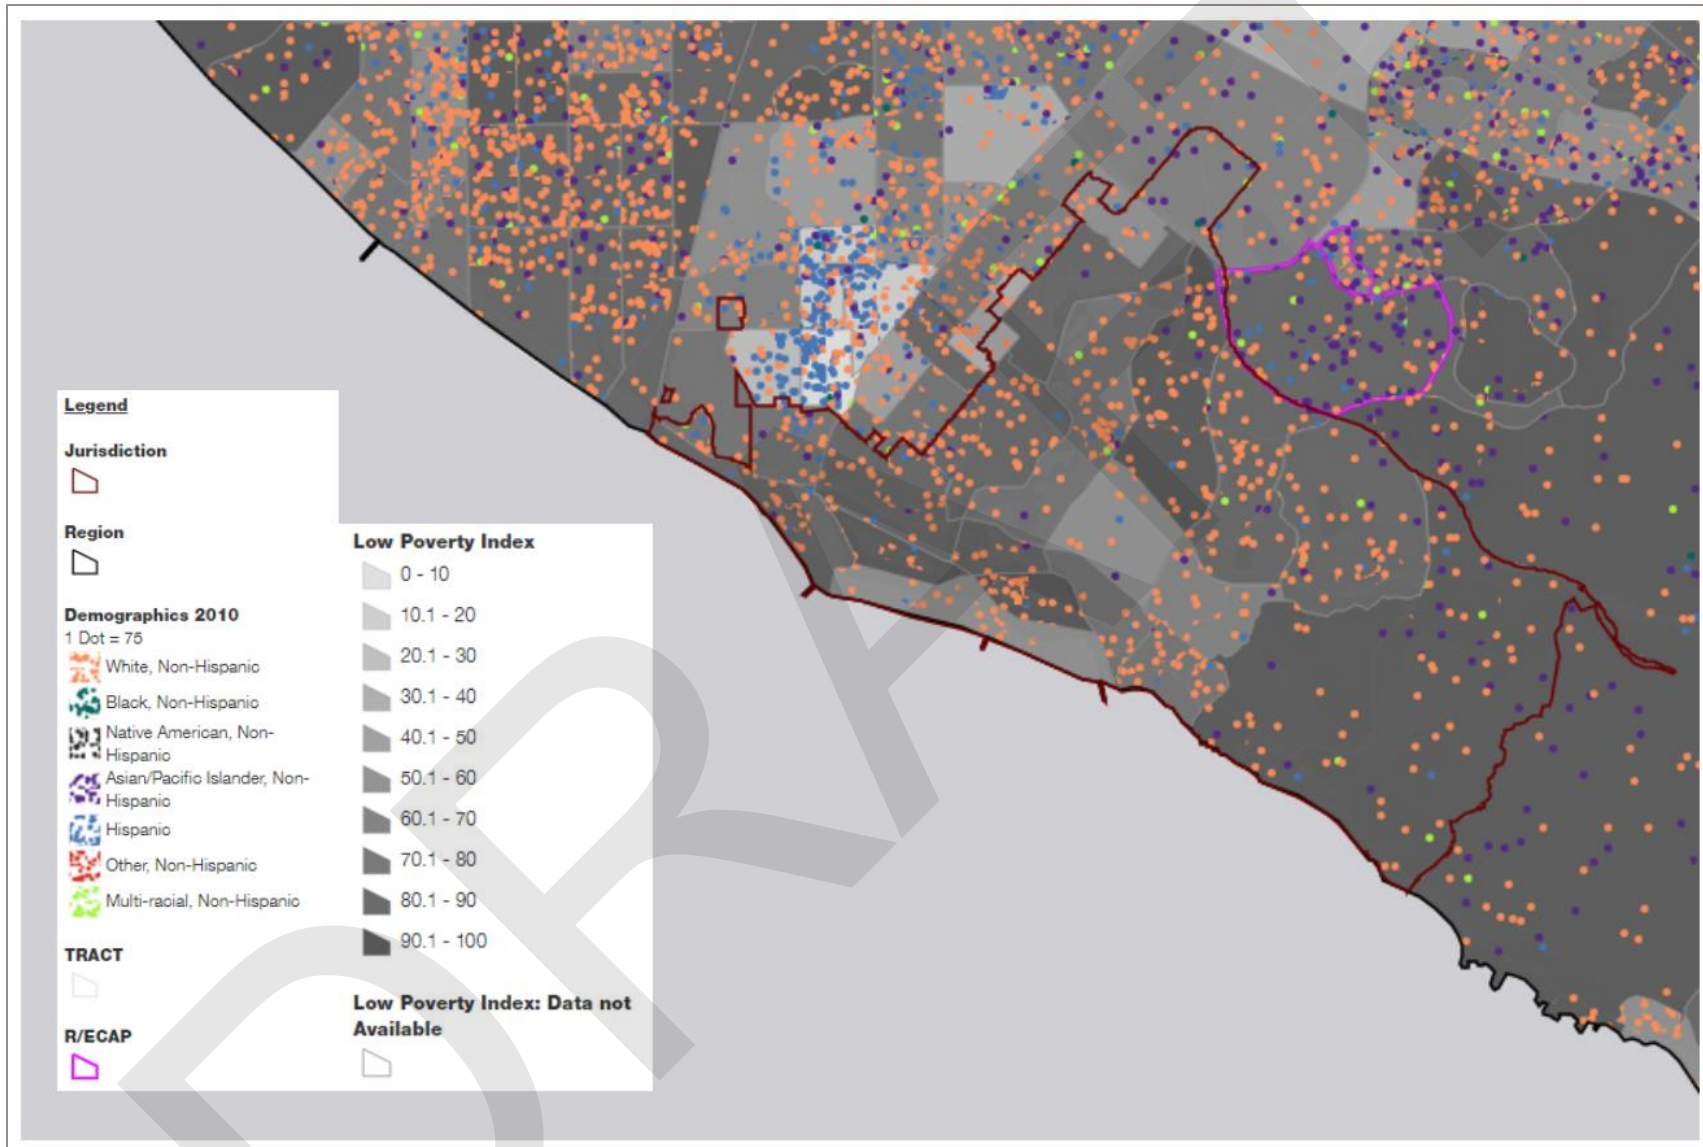 Legend
Jurisdiction
Region
Demographics 2010
1 Dot = 75
White, Non-Hispanic
Black, Non-Hispanic
Native American, Non-
Hispanic
Asian/Pacific Islander, Non-
Hispanic
Hispanic
Other, Non-Hispanic
Multi-racial, Non-Hispanic
TRACT
R/ECAP
Low Poverty Index
0 - 10
10.1 - 20
20.1 - 30
30.1 - 40
40.1 - 50
50.1 - 60
60.1 - 70
70.1 - 80
80.1 - 90
90.1 - 100
Low Poverty Index: Data not
Available
DRAFT